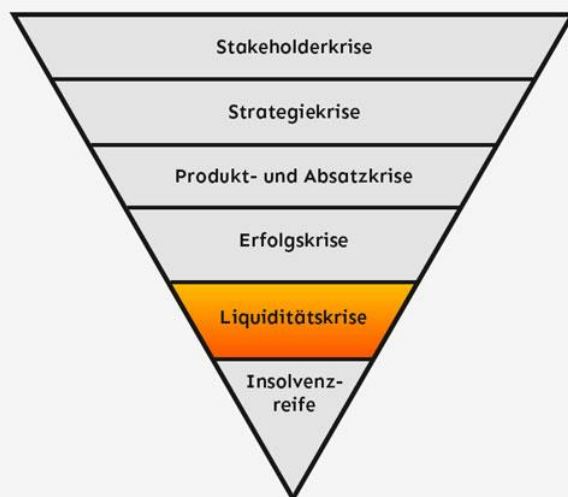 Stakeholderkrise
Strategiekrise
Produkt- und Absatzkrise
Erfolgskrise
Liquiditätskrise
Insolvenz-
reife